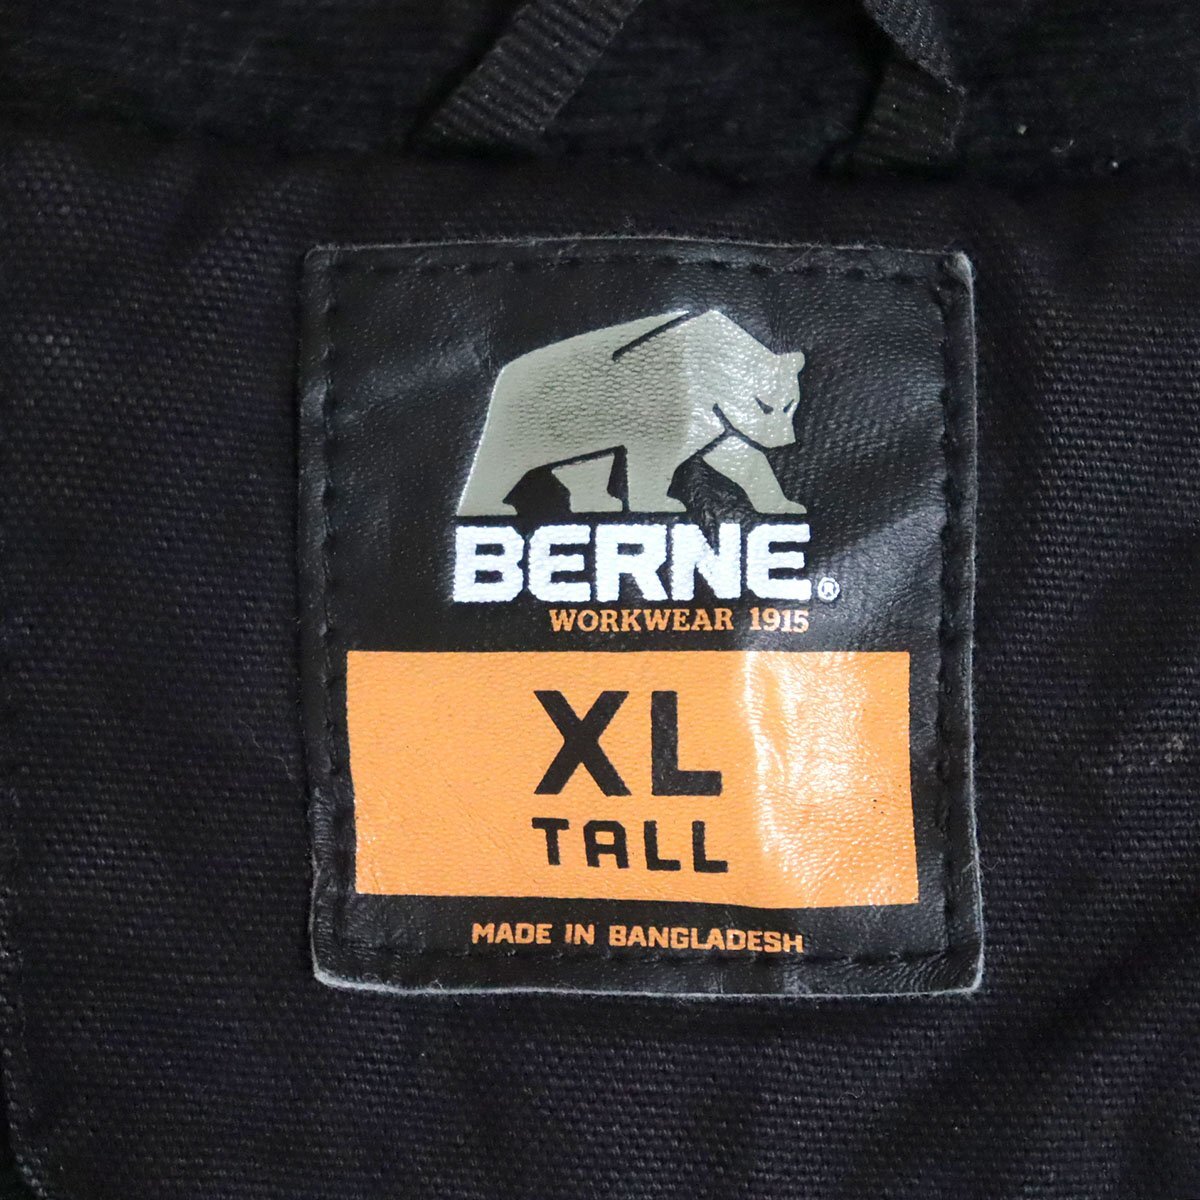 BERNE®
WORKWEAR 1915
XL
TALL
MADE IN BANGLADESH